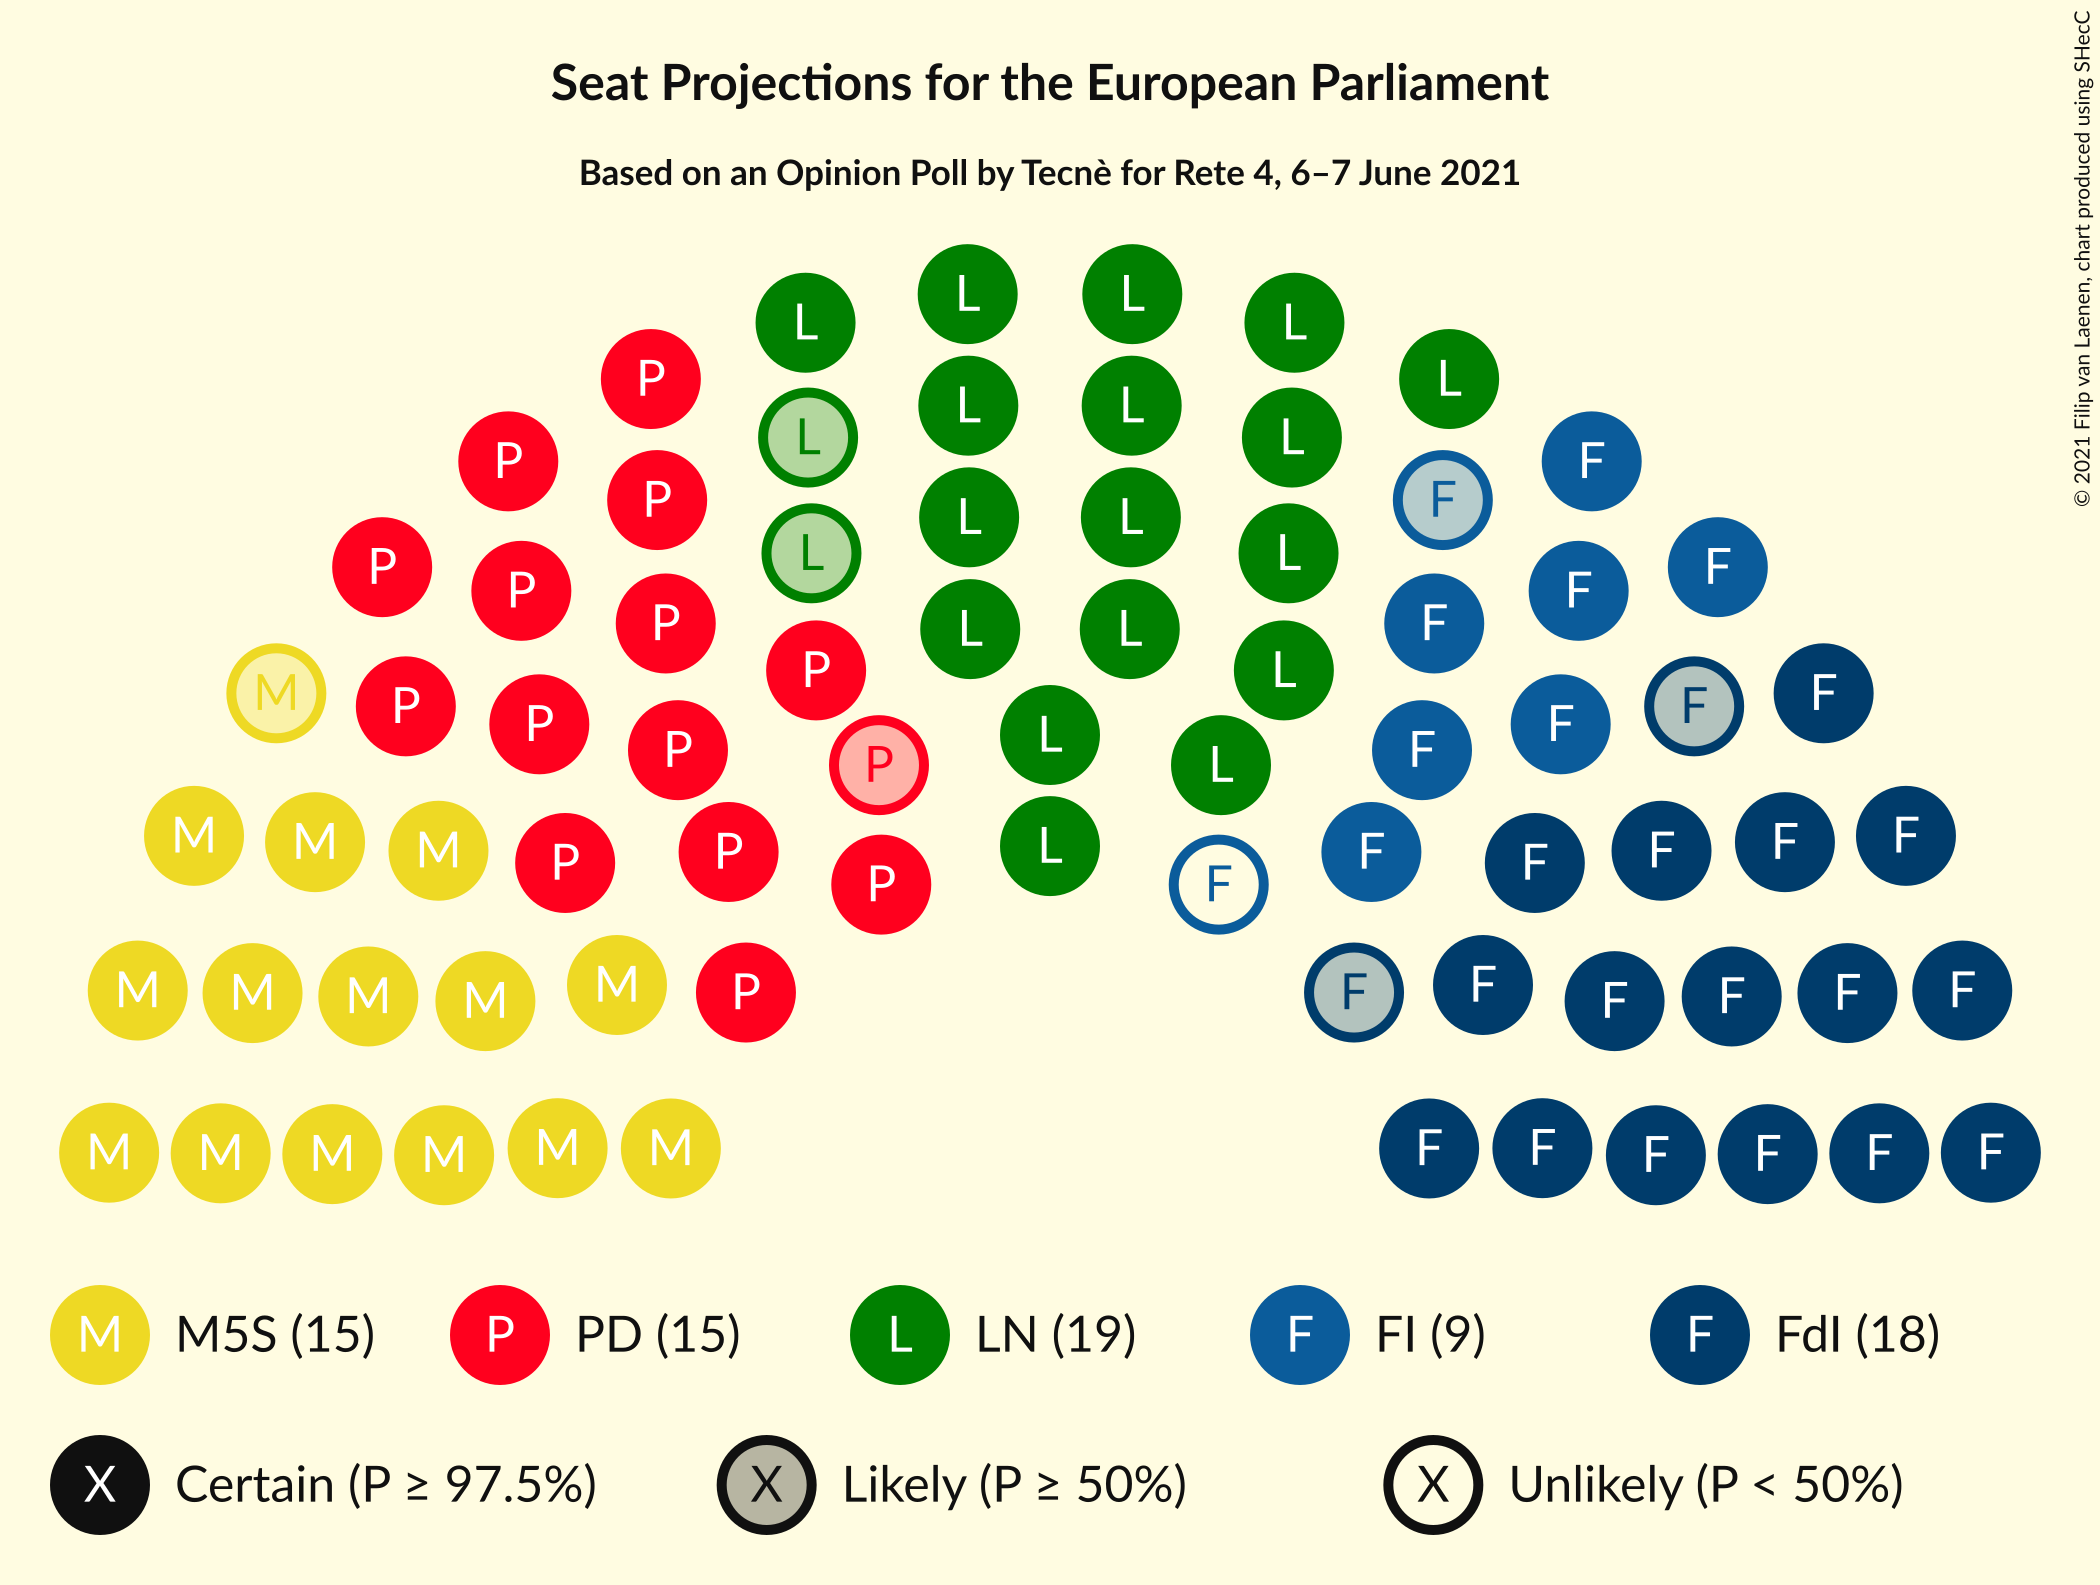 Seat Projections for the European Parliament
Based on an Opinion Poll by Tecnè for Rete 4, 6–7 June 2021
© 2021 Filip van Laenen, chart produced using SHecC
L L
L L
P L
L L
L L
P F
P L F
P L L
P F
P F
P P F F
P L L
M P P L F F
P F F
P P L F F
M M M P P L F F F F
P L F
M M M M M P F F F F F F
M M M M M M F F F F F F
M M5S (15) P PD (15) L LN (19) F FI (9) F FdI (18)
X Certain (P ≥ 97.5%) X Likely (P ≥ 50%) X Unlikely (P < 50%)